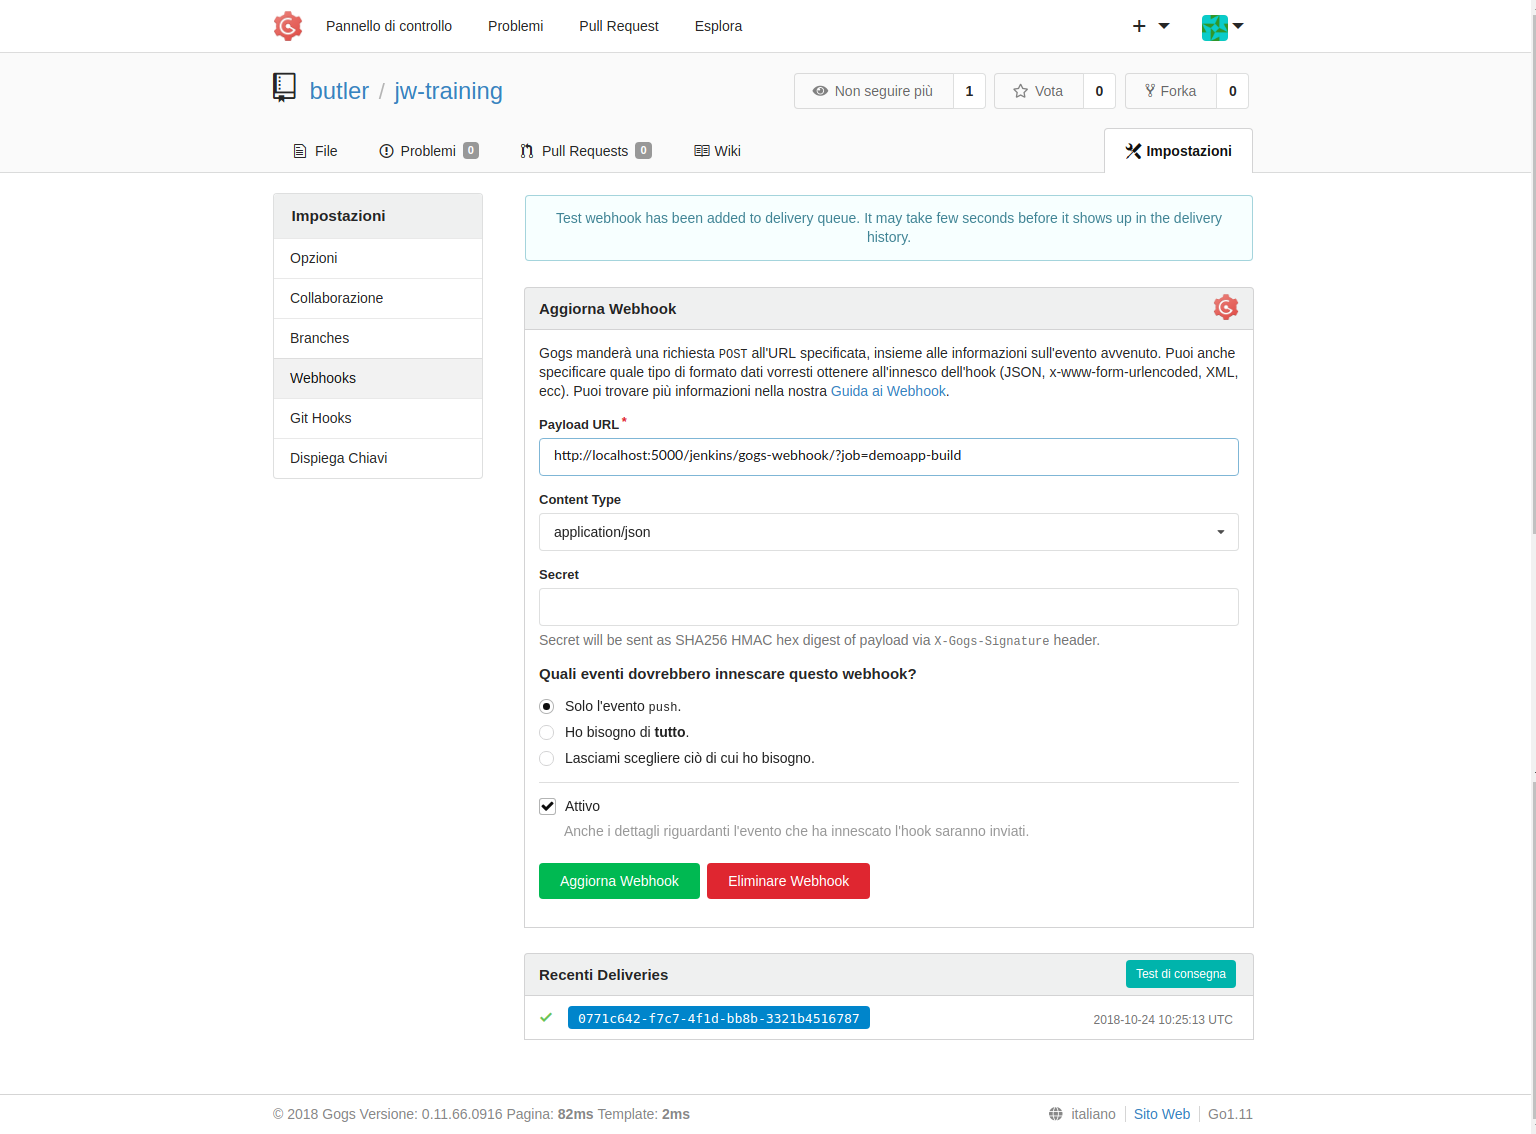 Pannello di controllo Problemi Pull Request Esplora
butler / jw-training
Non seguire più 1 Vota 0 Forka 0
File Problemi 0 Pull Requests 0 Wiki Impostazioni
Impostazioni
Opzioni
Collaborazione
Branches
Webhooks
Git Hooks
Dispiega Chiavi
Test webhook has been added to delivery queue. It may take few seconds before it shows up in the delivery
history.
Aggiorna Webhook
Gogs manderà una richiesta POST all'URL specificata, insieme alle informazioni sull'evento avvenuto. Puoi anche
specificare quale tipo di formato dati vorresti ottenere all'innesco dell'hook (JSON, x-www-form-urlencoded, XML,
ecc). Puoi trovare più informazioni nella nostra Guida ai Webhook.
Payload URL *
http://localhost:5000/jenkins/gogs-webhook/?job=demoapp-build
Content Type
application/json
Secret
Secret will be sent as SHA256 HMAC hex digest of payload via X-Gogs-Signature header.
Quali eventi dovrebbero innescare questo webhook?
Solo l'evento push.
Ho bisogno di tutto.
Lasciami scegliere ciò di cui ho bisogno.
Attivo
Anche i dettagli riguardanti l'evento che ha innescato l'hook saranno inviati.
Aggiorna Webhook Eliminare Webhook
Recenti Deliveries Test di consegna
0771c642-f7c7-4f1d-bb8b-3321b4516787 2018-10-24 10:25:13 UTC
© 2018 Gogs Versione: 0.11.66.0916 Pagina: 82ms Template: 2ms italiano Sito Web Go1.11